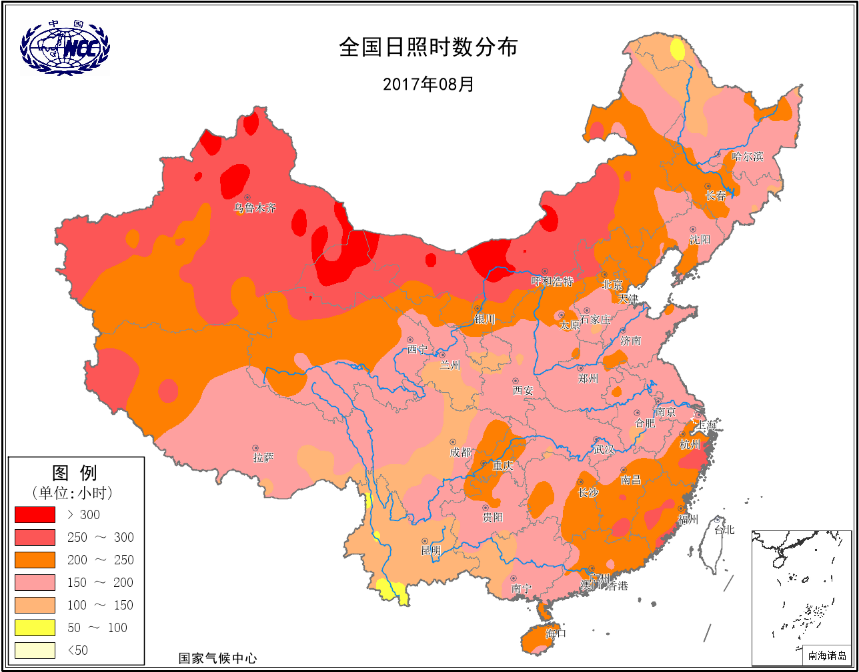 中 国
NCC
全国日照时数分布
2017年08月
哈尔滨
长春
乌鲁木齐
沈阳
呼和浩特
北京
天津
银川
太原
石家庄
济南
西宁
兰州
郑州
西安
南京
合肥
上海
杭州
武汉
成都
重庆
拉萨
南昌
长沙
贵阳
福州
台北
昆明
广州
南宁
澳门
香港
海口
图 例
(单位:小时)
> 300
250 ~ 300
200 ~ 250
150 ~ 200
100 ~ 150
50 ~ 100
<50
国家气候中心
南海诸岛